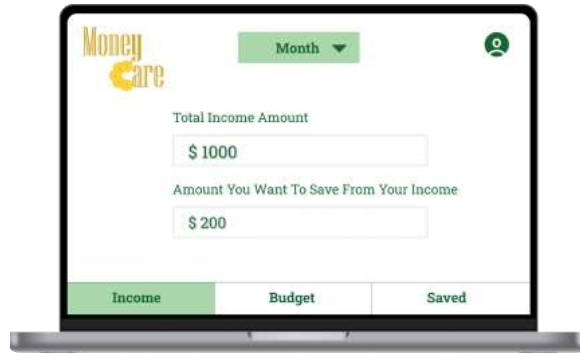 Money
Care
Month
Total Income Amount
$ 1000
Amount You Want To Save From Your Income
$ 200
Income
Budget
Saved